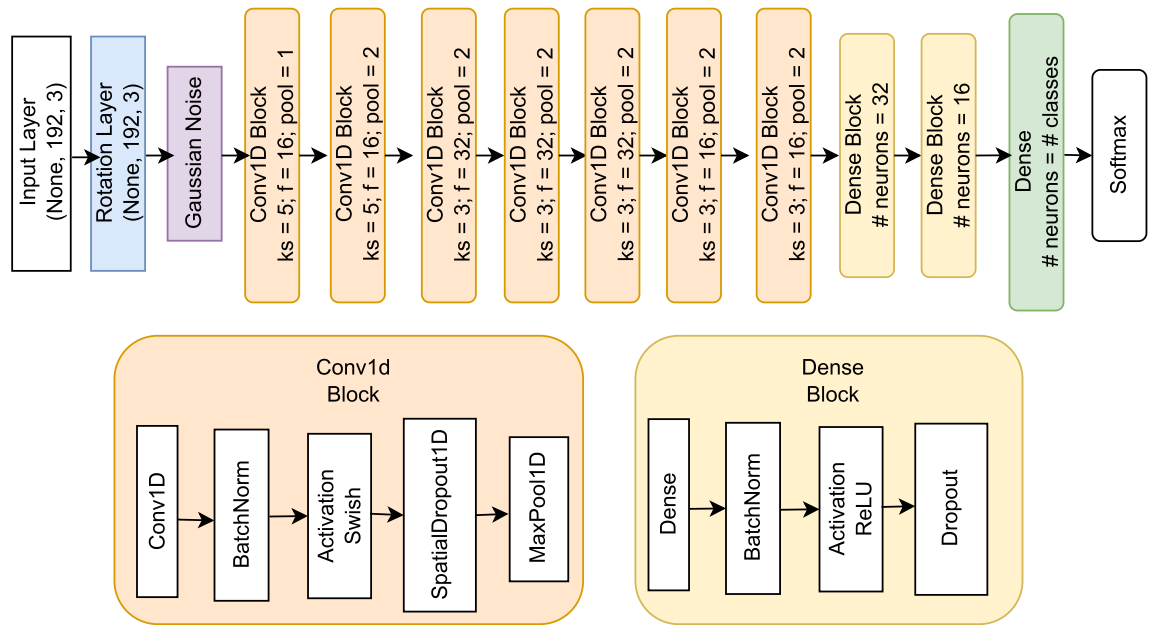 Input Layer
(None, 192, 3)
Rotation Layer
(None, 192, 3)
Gaussian Noise
Conv1D Block
ks = 5; f = 16; pool = 1
Conv1D Block
ks = 5; f = 16; pool = 2
Conv1D Block
ks = 3; f = 32; pool = 2
Conv1D Block
ks = 3; f = 32; pool = 2
Conv1D Block
ks = 3; f = 32; pool = 2
Conv1D Block
ks = 3; f = 16; pool = 2
Conv1D Block
ks = 3; f = 16; pool = 2
Dense Block
# neurons = 32
Dense Block
# neurons = 16
Dense
# neurons = # classes
Softmax
Conv1d
Block
Conv1D
BatchNorm
Activation
Swish
SpatialDropout1D
MaxPool1D
Dense
Block
Dense
BatchNorm
Activation
ReLU
Dropout